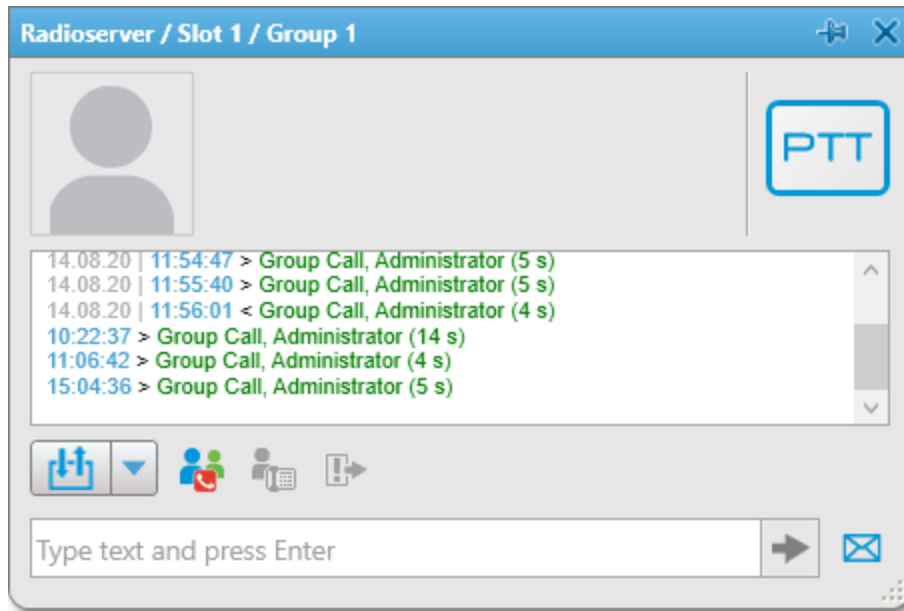 Radioserver / Slot 1 / Group 1
PTT
14.08.20 | 11:54:47 > Group Call, Administrator (5 s)
14.08.20 | 11:55:40 > Group Call, Administrator (5 s)
14.08.20 | 11:56:01 < Group Call, Administrator (4 s)
10:22:37 > Group Call, Administrator (14 s)
11:06:42 > Group Call, Administrator (4 s)
15:04:36 > Group Call, Administrator (5 s)
Type text and press Enter